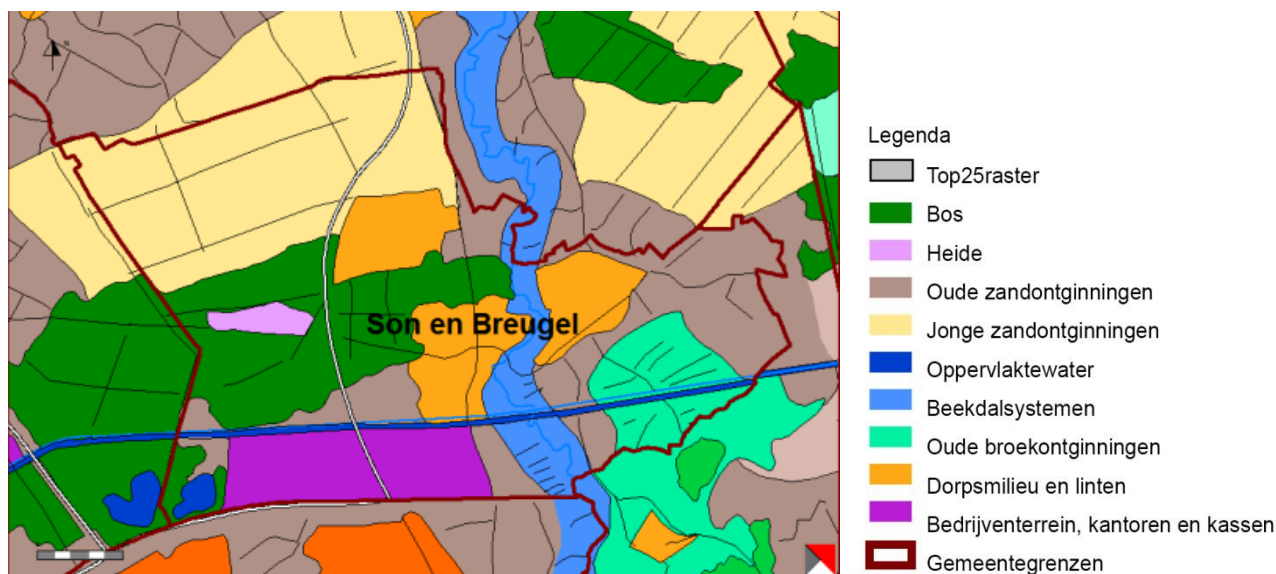 Son en Breugel
Legenda
Top25raster
Bos
Heide
Oude zandontginningen
Jonge zandontginningen
Oppervlaktewater
Beekdalsystemen
Oude broekontginningen
Dorpsmilieu en linten
Bedrijventerrein, kantoren en kassen
Gemeentegrenzen